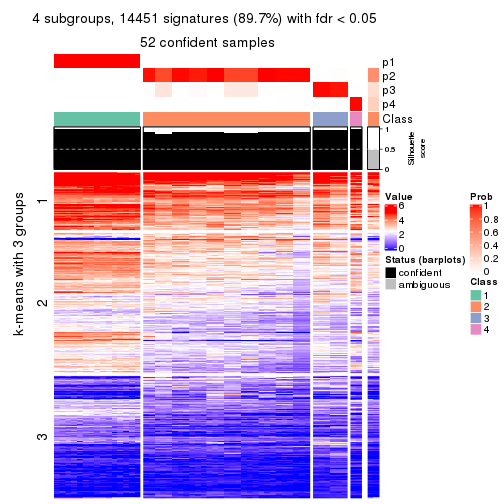 4 subgroups, 14451 signatures (89.7%) with fdr < 0.05
52 confident samples
p1
p2
p3
p4
Class
1
0.5
0
Silhouette
score
k-means with 3 groups
1
2
3
Value
6
4
2
0
Status (barplots)
confident
ambiguous
Prob
1
0.8
0.6
0.4
0.2
0
Class
1
2
3
4